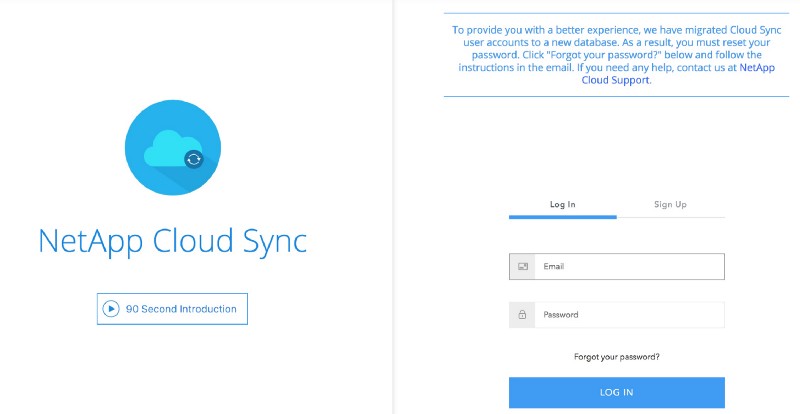 NetApp Cloud Sync
90 Second Introduction
To provide you with a better experience, we have migrated Cloud Sync
user accounts to a new database. As a result, you must reset your
password. Click "Forgot your password?" below and follow the
instructions in the email. If you need any help, contact us at NetApp
Cloud Support.
Log In
Sign Up
Email
Password
Forgot your password?
LOG IN